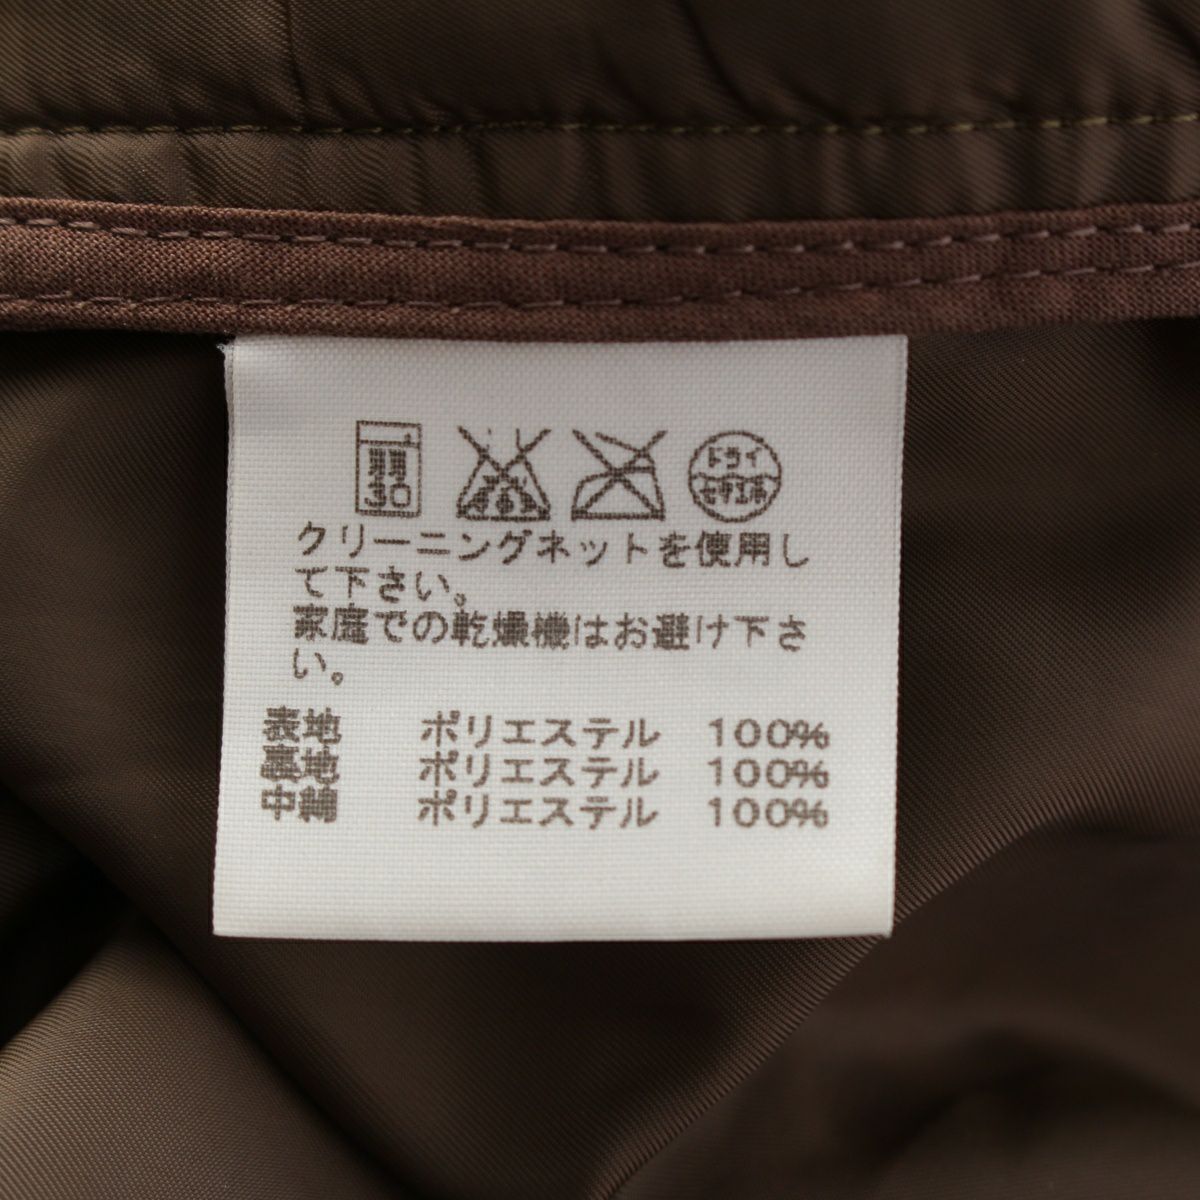 弱
30
ドライ
セキユ系
クリーニングネットを使用し
て下さい。
家庭での乾燥機はお避け下さ
い。
表地 ポリエステル 100%
裏地 ポリエステル 100%
中綿 ポリエステル 100%